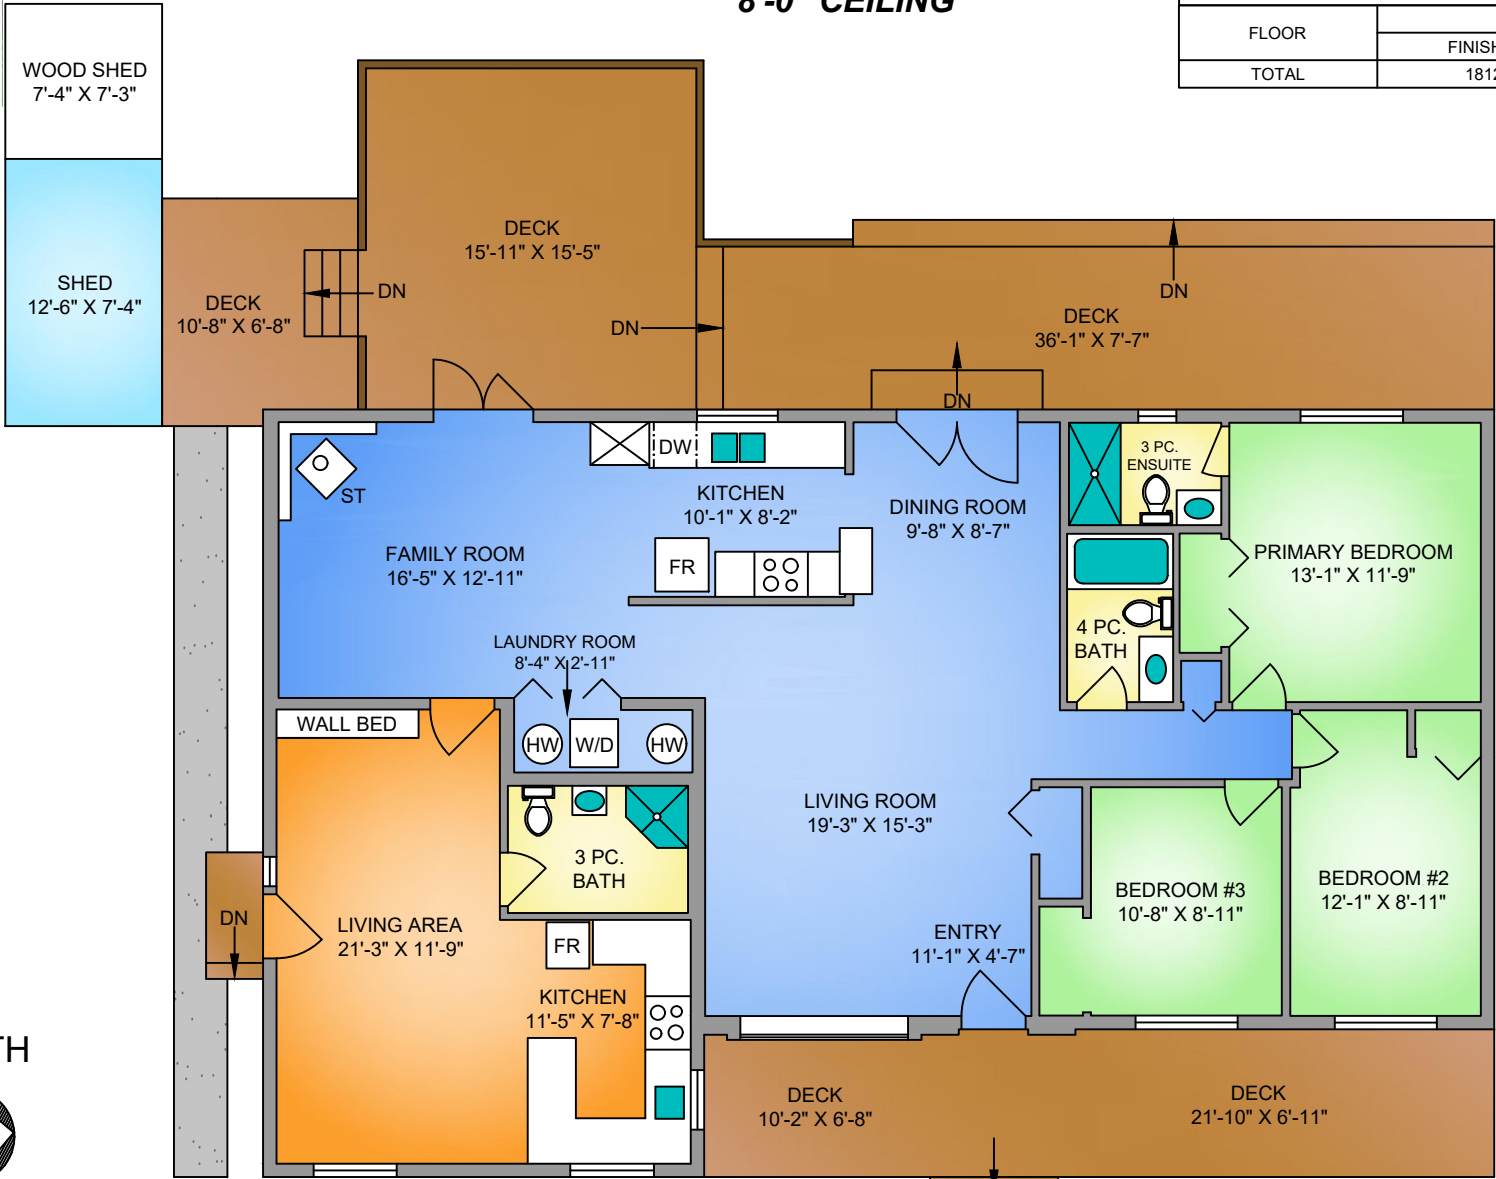 8'-0" CEILING
FLOOR
FINISH
TOTAL
1812
WOOD SHED
7'-4" X 7'-3"
SHED
12'-6" X 7'-4"
DECK
10'-8" X 6'-8"
DN
DECK
15'-11" X 15'-5"
DN
DECK
36'-1" X 7'-7"
DN
DN
ST
DW
KITCHEN
10'-1" X 8'-2"
FR
DINING ROOM
9'-8" X 8'-7"
3 PC.
ENSUITE
PRIMARY BEDROOM
13'-1" X 11'-9"
FAMILY ROOM
16'-5" X 12'-11"
4 PC.
BATH
LAUNDRY ROOM
8'-4" X 2'-11"
WALL BED
HW
W/D
HW
LIVING ROOM
19'-3" X 15'-3"
3 PC.
BATH
BEDROOM #3
10'-8" X 8'-11"
BEDROOM #2
12'-1" X 8'-11"
DN
LIVING AREA
21'-3" X 11'-9"
FR
ENTRY
11'-1" X 4'-7"
KITCHEN
11'-5" X 7'-8"
DECK
10'-2" X 6'-8"
DECK
21'-10" X 6'-11"
TH